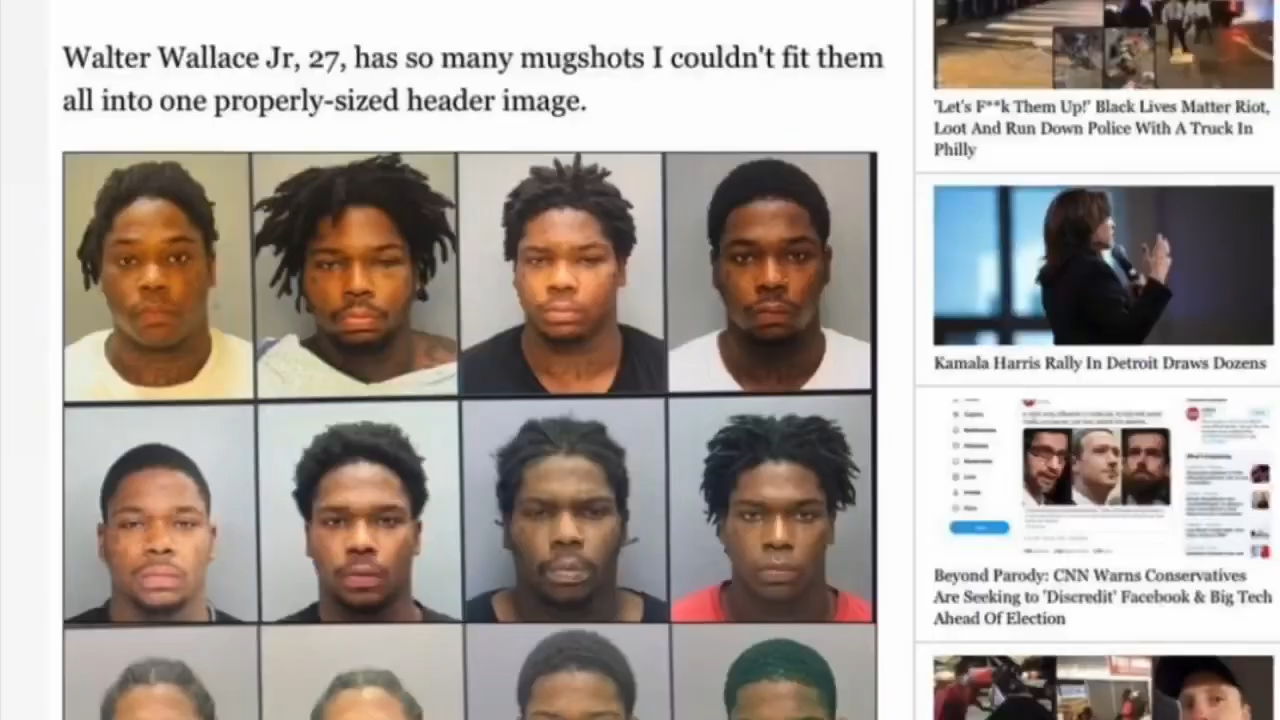 Walter Wallace Jr, 27, has so many mugshots I couldn't fit them
all into one properly-sized header image.
'Let's F**k Them Up!' Black Lives Matter Riot,
Loot And Run Down Police With A Truck In
Philly
Kamala Harris Rally In Detroit Draws Dozens
Beyond Parody: CNN Warns Conservatives
Are Seeking to 'Discredit' Facebook & Big Tech
Ahead Of Election